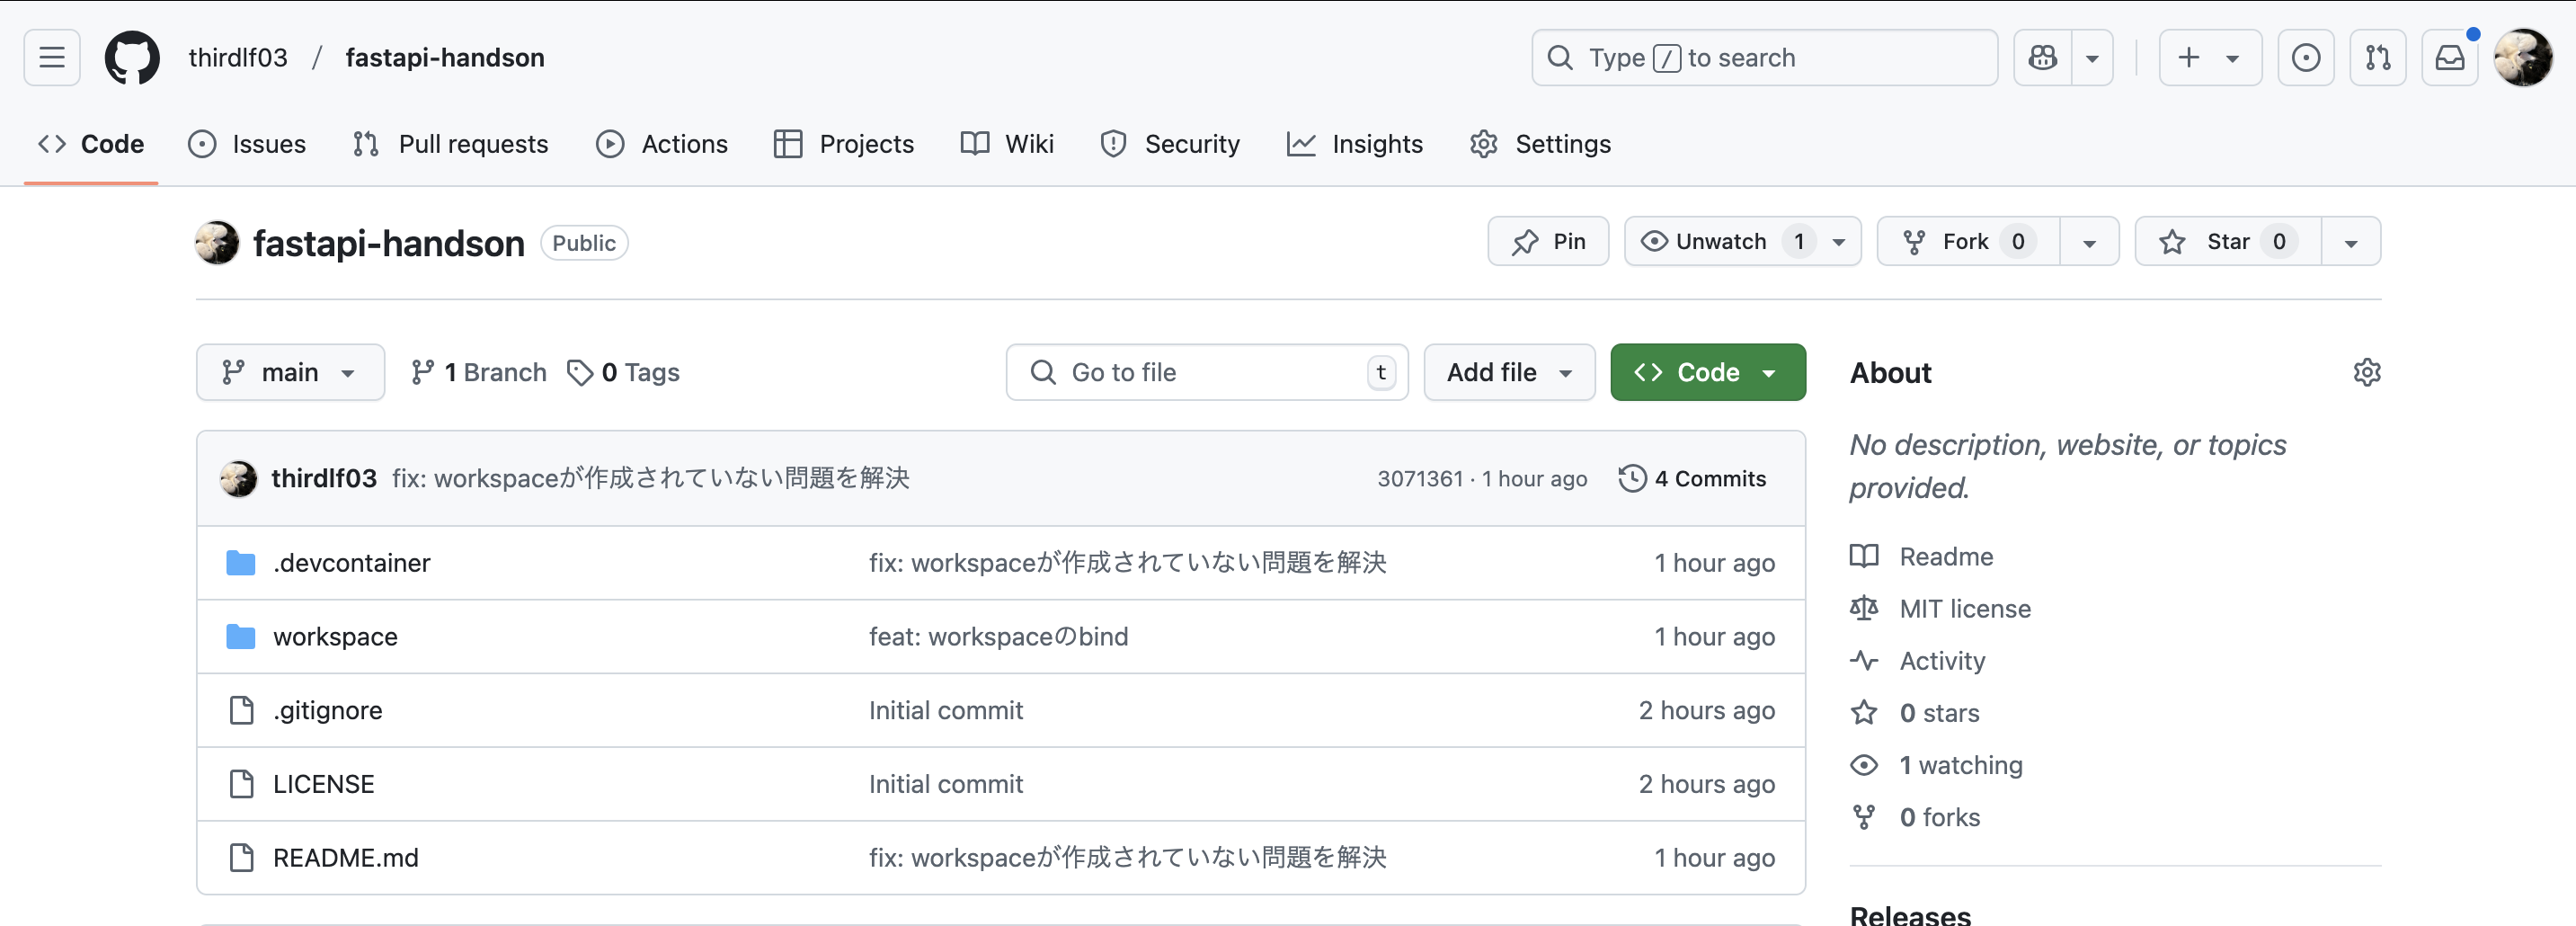 thirdlf03 / fastapi-handson
Type / to search
Code Issues Pull requests Actions Projects Wiki Security Insights Settings
fastapi-handson Public
Pin Unwatch 1 Fork 0 Star 0
main 1 Branch 0 Tags Go to file t Add file Code
thirdlf03 fix: workspaceが作成されていない問題を解決 3071361 · 1 hour ago 4 Commits
.devcontainer fix: workspaceが作成されていない問題を解決 1 hour ago
workspace feat: workspaceのbind 1 hour ago
.gitignore Initial commit 2 hours ago
LICENSE Initial commit 2 hours ago
README.md fix: workspaceが作成されていない問題を解決 1 hour ago
About
No description, website, or topics
provided.
Readme
MIT license
Activity
0 stars
1 watching
0 forks
Releases